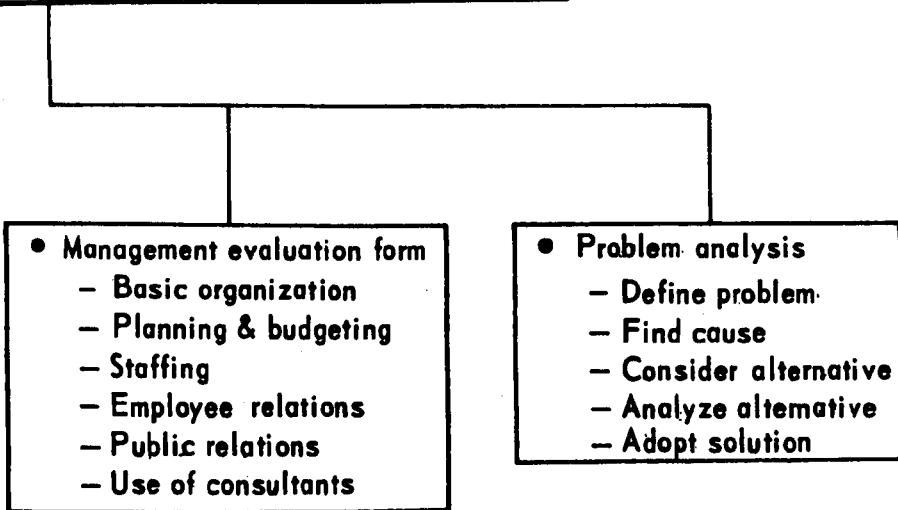 • Management evaluation form
– Basic organization
– Planning & budgeting
– Staffing
– Employee relations
– Public relations
– Use of consultants
• Problem analysis
– Define problem
– Find cause
– Consider alternative
– Analyze alternative
– Adopt solution